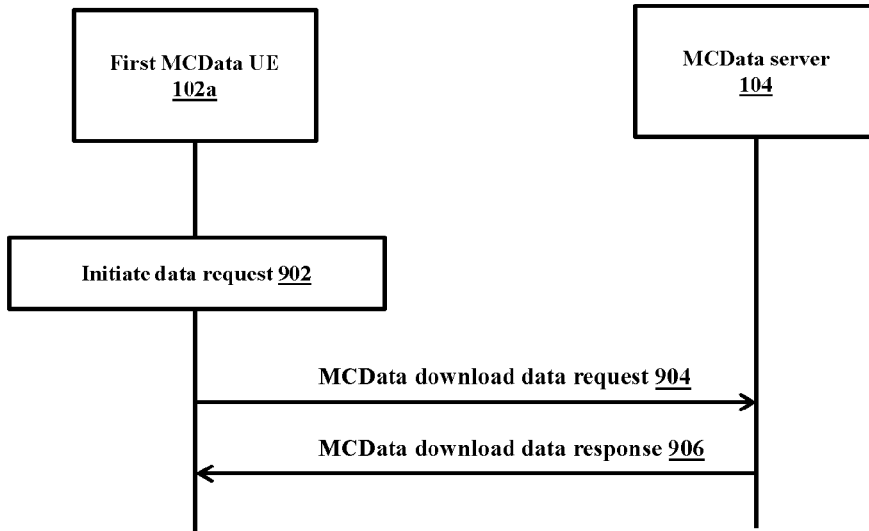 First MCData UE
102a
MCData server
104
Initiate data request 902
MCData download data request 904
MCData download data response 906